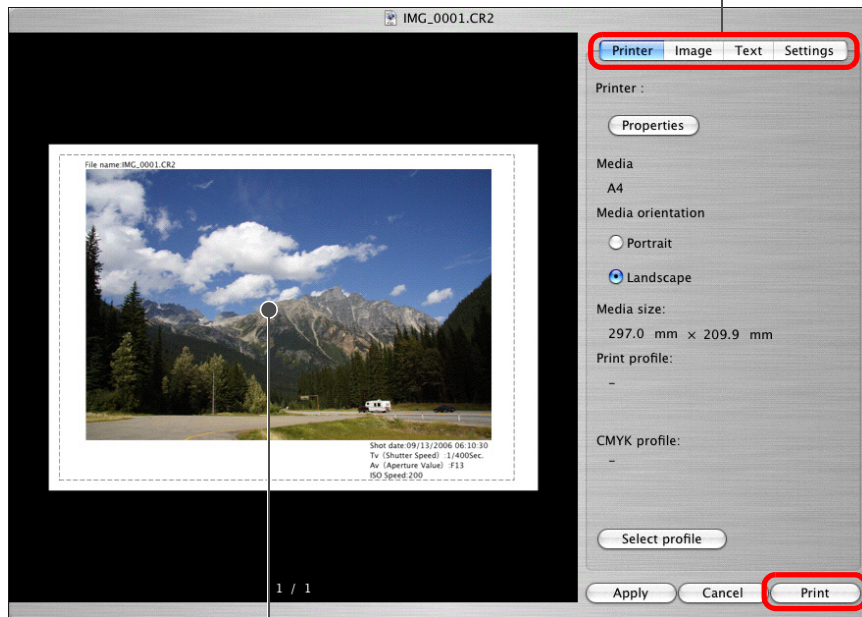 IMG_0001.CR2
File name:IMG_0001.CR2
Shot date:09/13/2006 06:10:30
Tv (Shutter Speed) :1/400Sec.
Av (Aperture Value) :F13
ISO Speed:200
1 / 1
Printer Image Text Settings
Printer :
Properties
Media
A4
Media orientation
Portrait
Landscape
Media size:
297.0 mm × 209.9 mm
Print profile:
–
CMYK profile:
–
Select profile
Apply Cancel Print